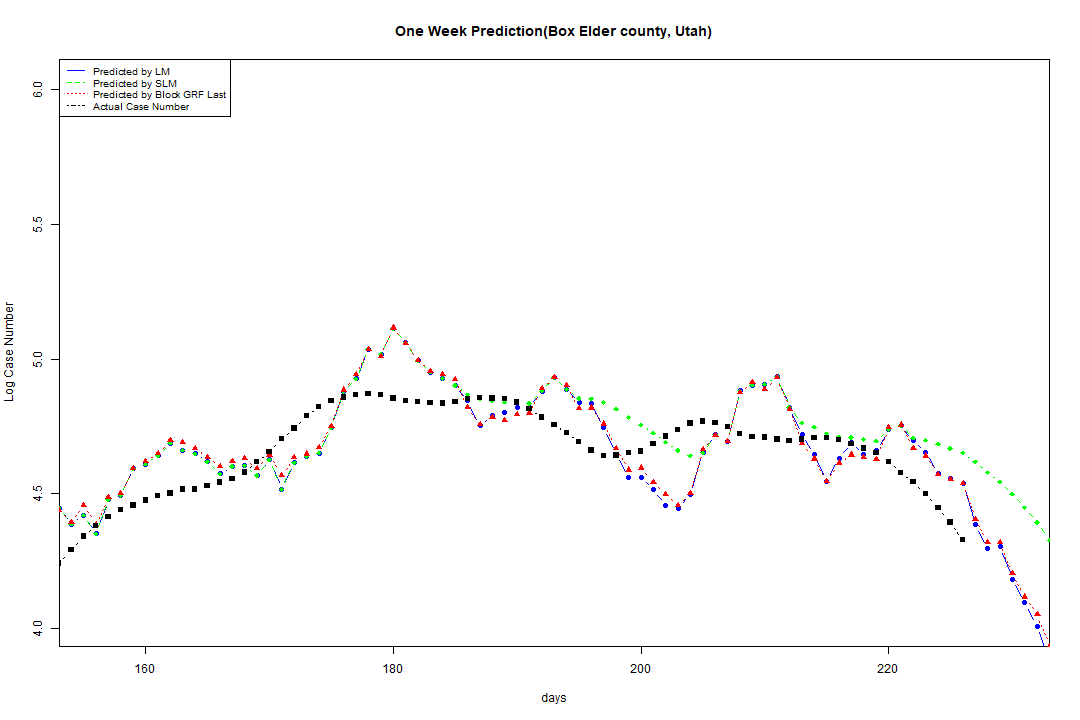 One Week Prediction(Box Elder county, Utah)
Predicted by LM
Predicted by SLM
Predicted by Block GRF Last
Actual Case Number
6.0
5.5
5.0
4.5
4.0
Log Case Number
160 180 200 220
days